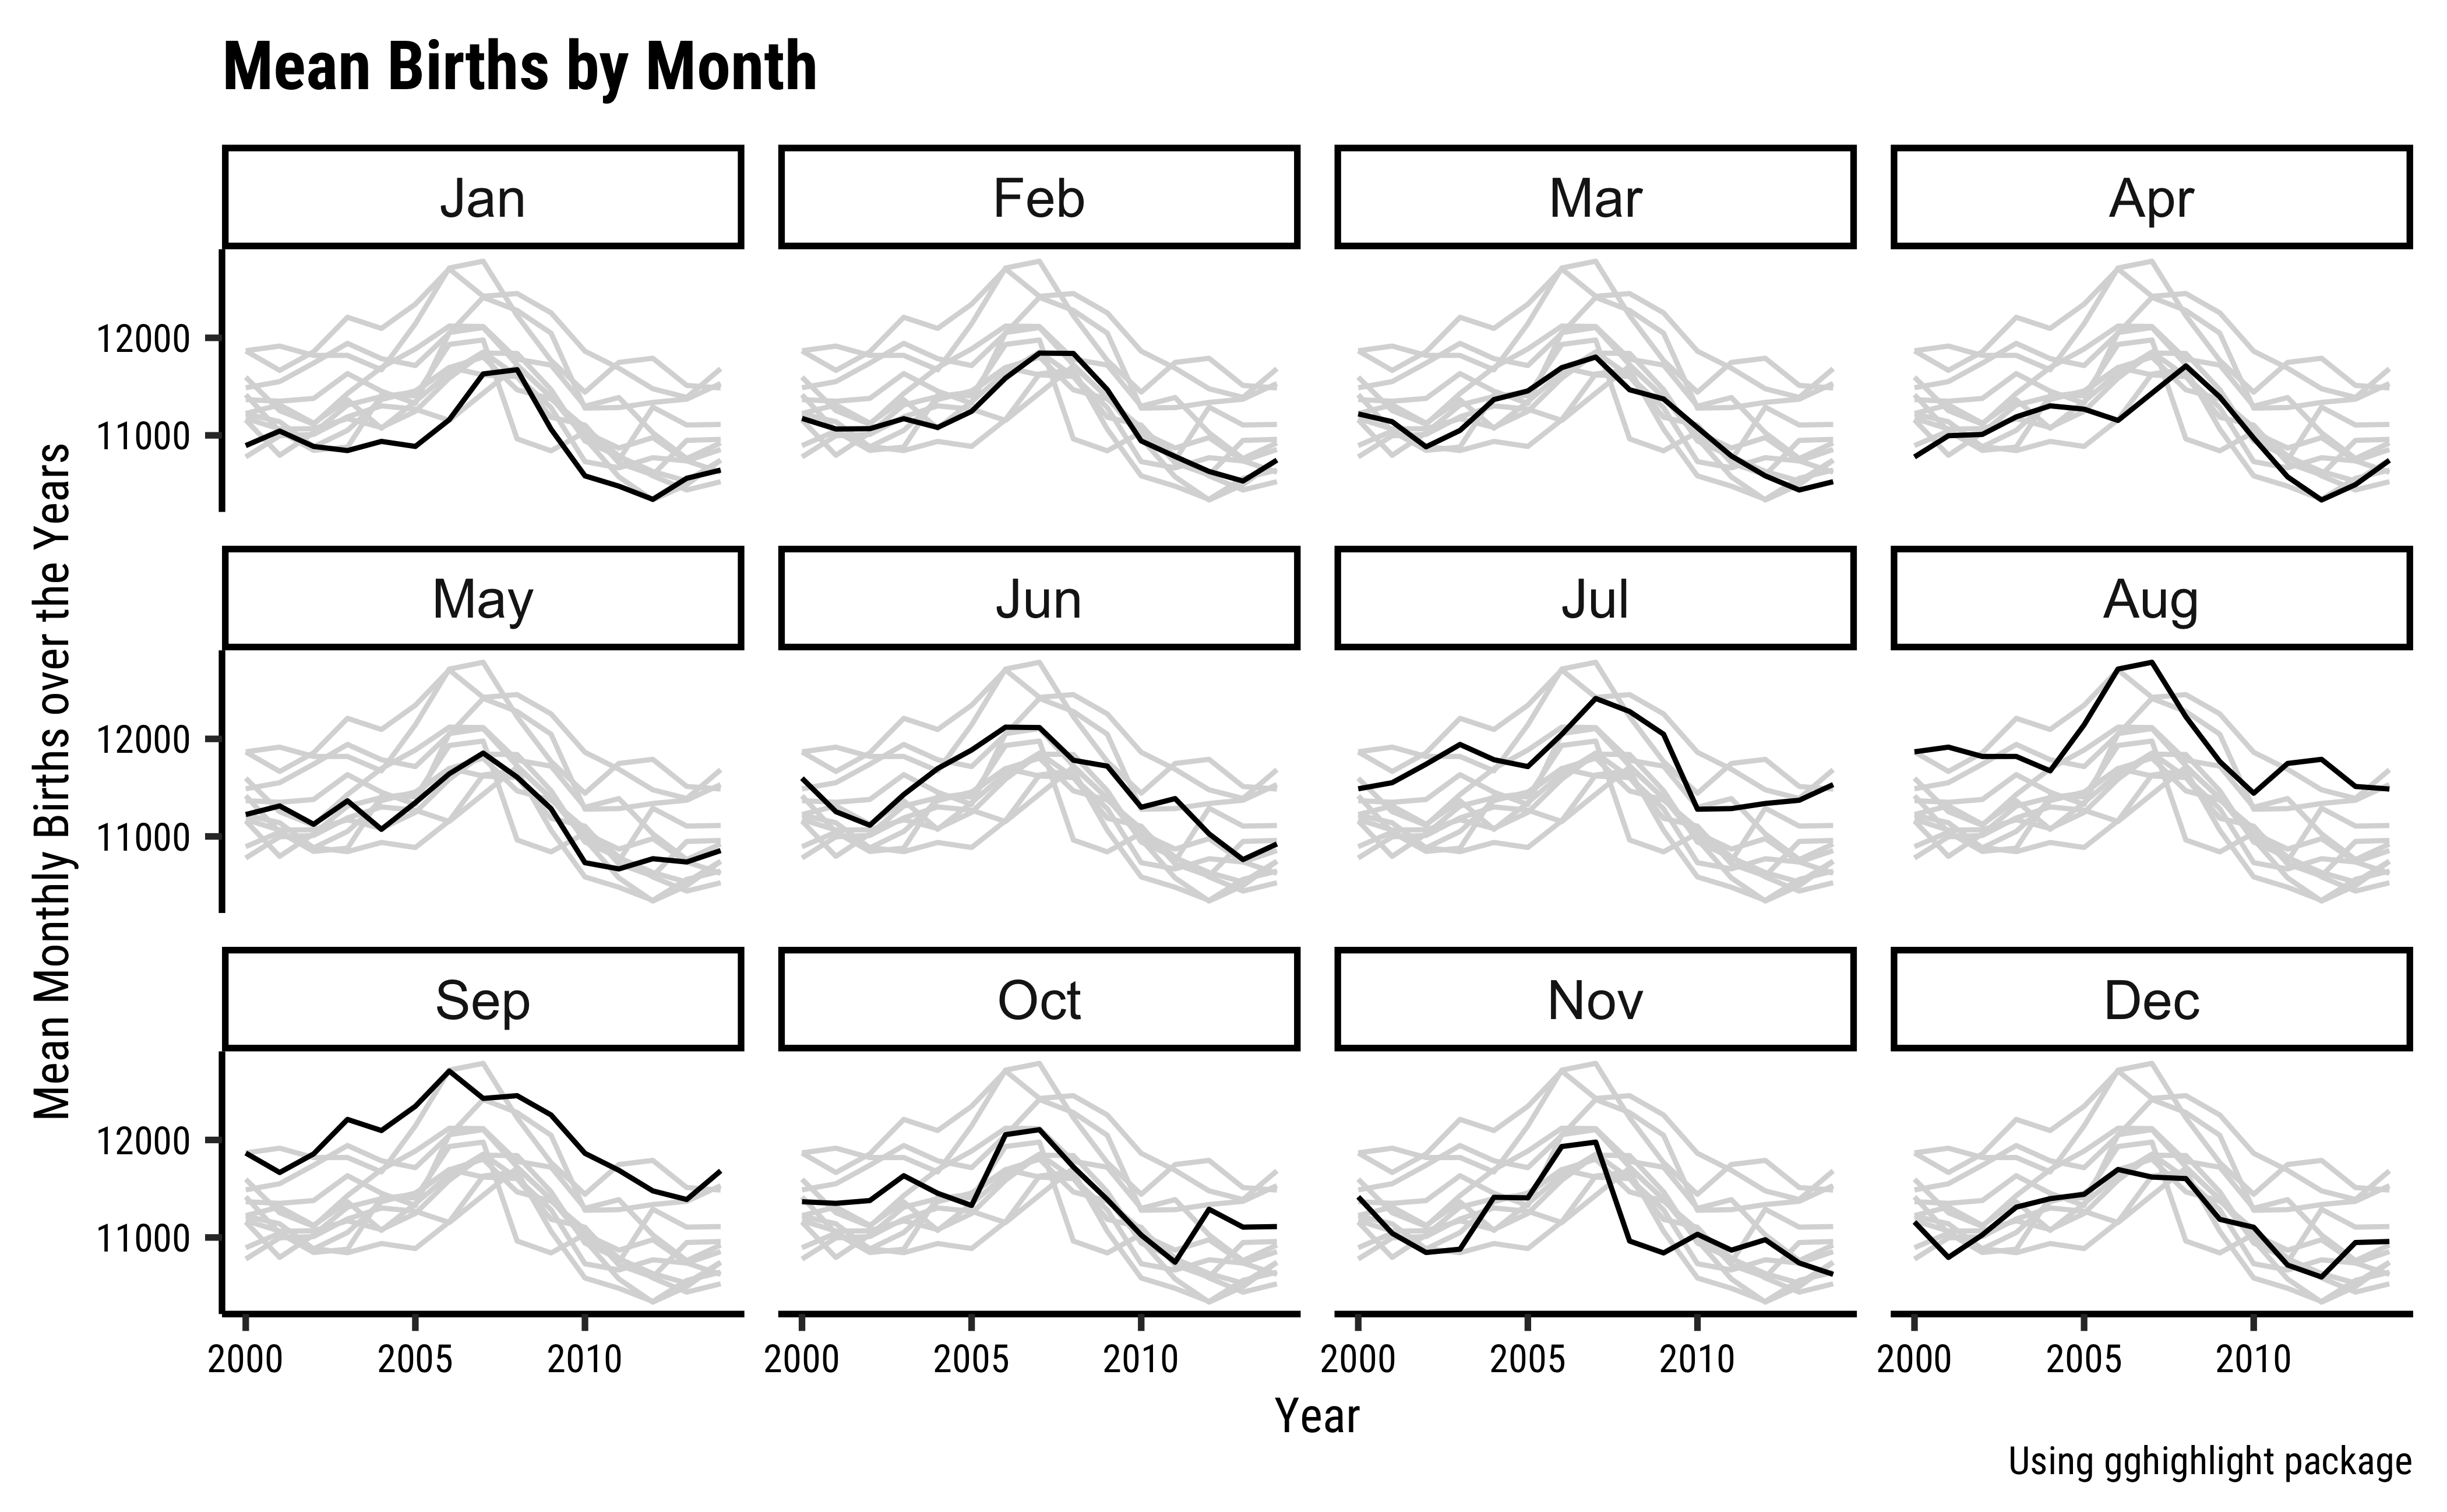 Mean Births by Month
Jan
Feb
Mar
Apr
12000
11000
May
Jun
Jul
Aug
12000
11000
Sep
Oct
Nov
Dec
12000
11000
Mean Monthly Births over the Years
2000
2005
2010
2000
2005
2010
2000
2005
2010
2000
2005
2010
Year
Using gghighlight package